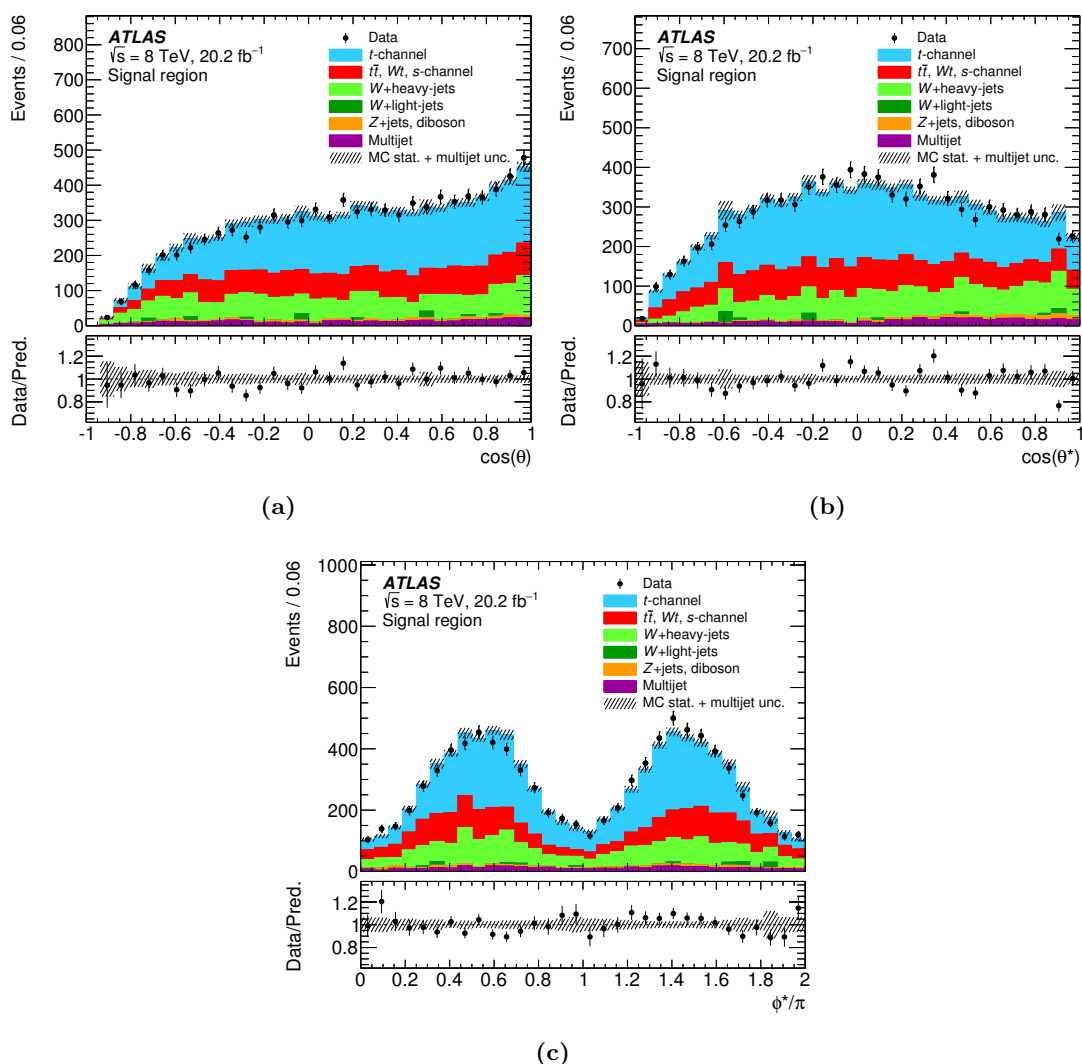 Events / 0.06
800
700
600
500
400
300
200
100
0
ATLAS
√s = 8 TeV, 20.2 fb⁻¹
Signal region
Data
t-channel
tt̄, Wt, s-channel
W+heavy-jets
W+light-jets
Z+jets, diboson
Multijet
MC stat. + multijet unc.
Data/Pred.
1.2
1
0.8
-1 -0.8 -0.6 -0.4 -0.2 0 0.2 0.4 0.6 0.8 1
cos(θ)
(a)
Events / 0.06
700
600
500
400
300
200
100
0
ATLAS
√s = 8 TeV, 20.2 fb⁻¹
Signal region
Data
t-channel
tt̄, Wt, s-channel
W+heavy-jets
W+light-jets
Z+jets, diboson
Multijet
MC stat. + multijet unc.
Data/Pred.
1.2
1
0.8
-1 -0.8 -0.6 -0.4 -0.2 0 0.2 0.4 0.6 0.8 1
cos(θ*)
(b)
Events / 0.06
1000
800
600
400
200
0
ATLAS
√s = 8 TeV, 20.2 fb⁻¹
Signal region
Data
t-channel
tt̄, Wt, s-channel
W+heavy-jets
W+light-jets
Z+jets, diboson
Multijet
MC stat. + multijet unc.
Data/Pred.
1.2
1
0.8
0 0.2 0.4 0.6 0.8 1 1.2 1.4 1.6 1.8 2
ϕ*/π
(c)